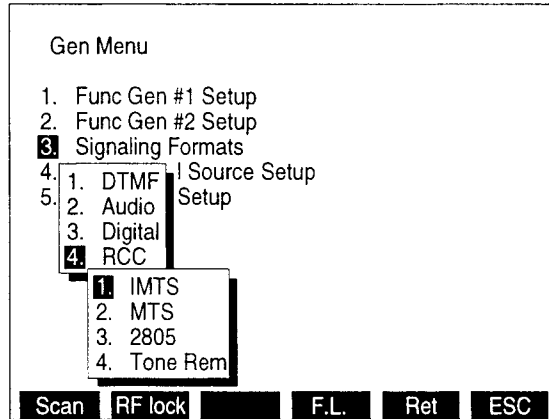 Gen Menu
1. Func Gen #1 Setup
2. Func Gen #2 Setup
3. Signaling Formats
4. l Source Setup
5. Setup
1. DTMF
2. Audio
3. Digital
4. RCC
1. IMTS
2. MTS
3. 2805
4. Tone Rem
Scan RF lock F.L. Ret ESC